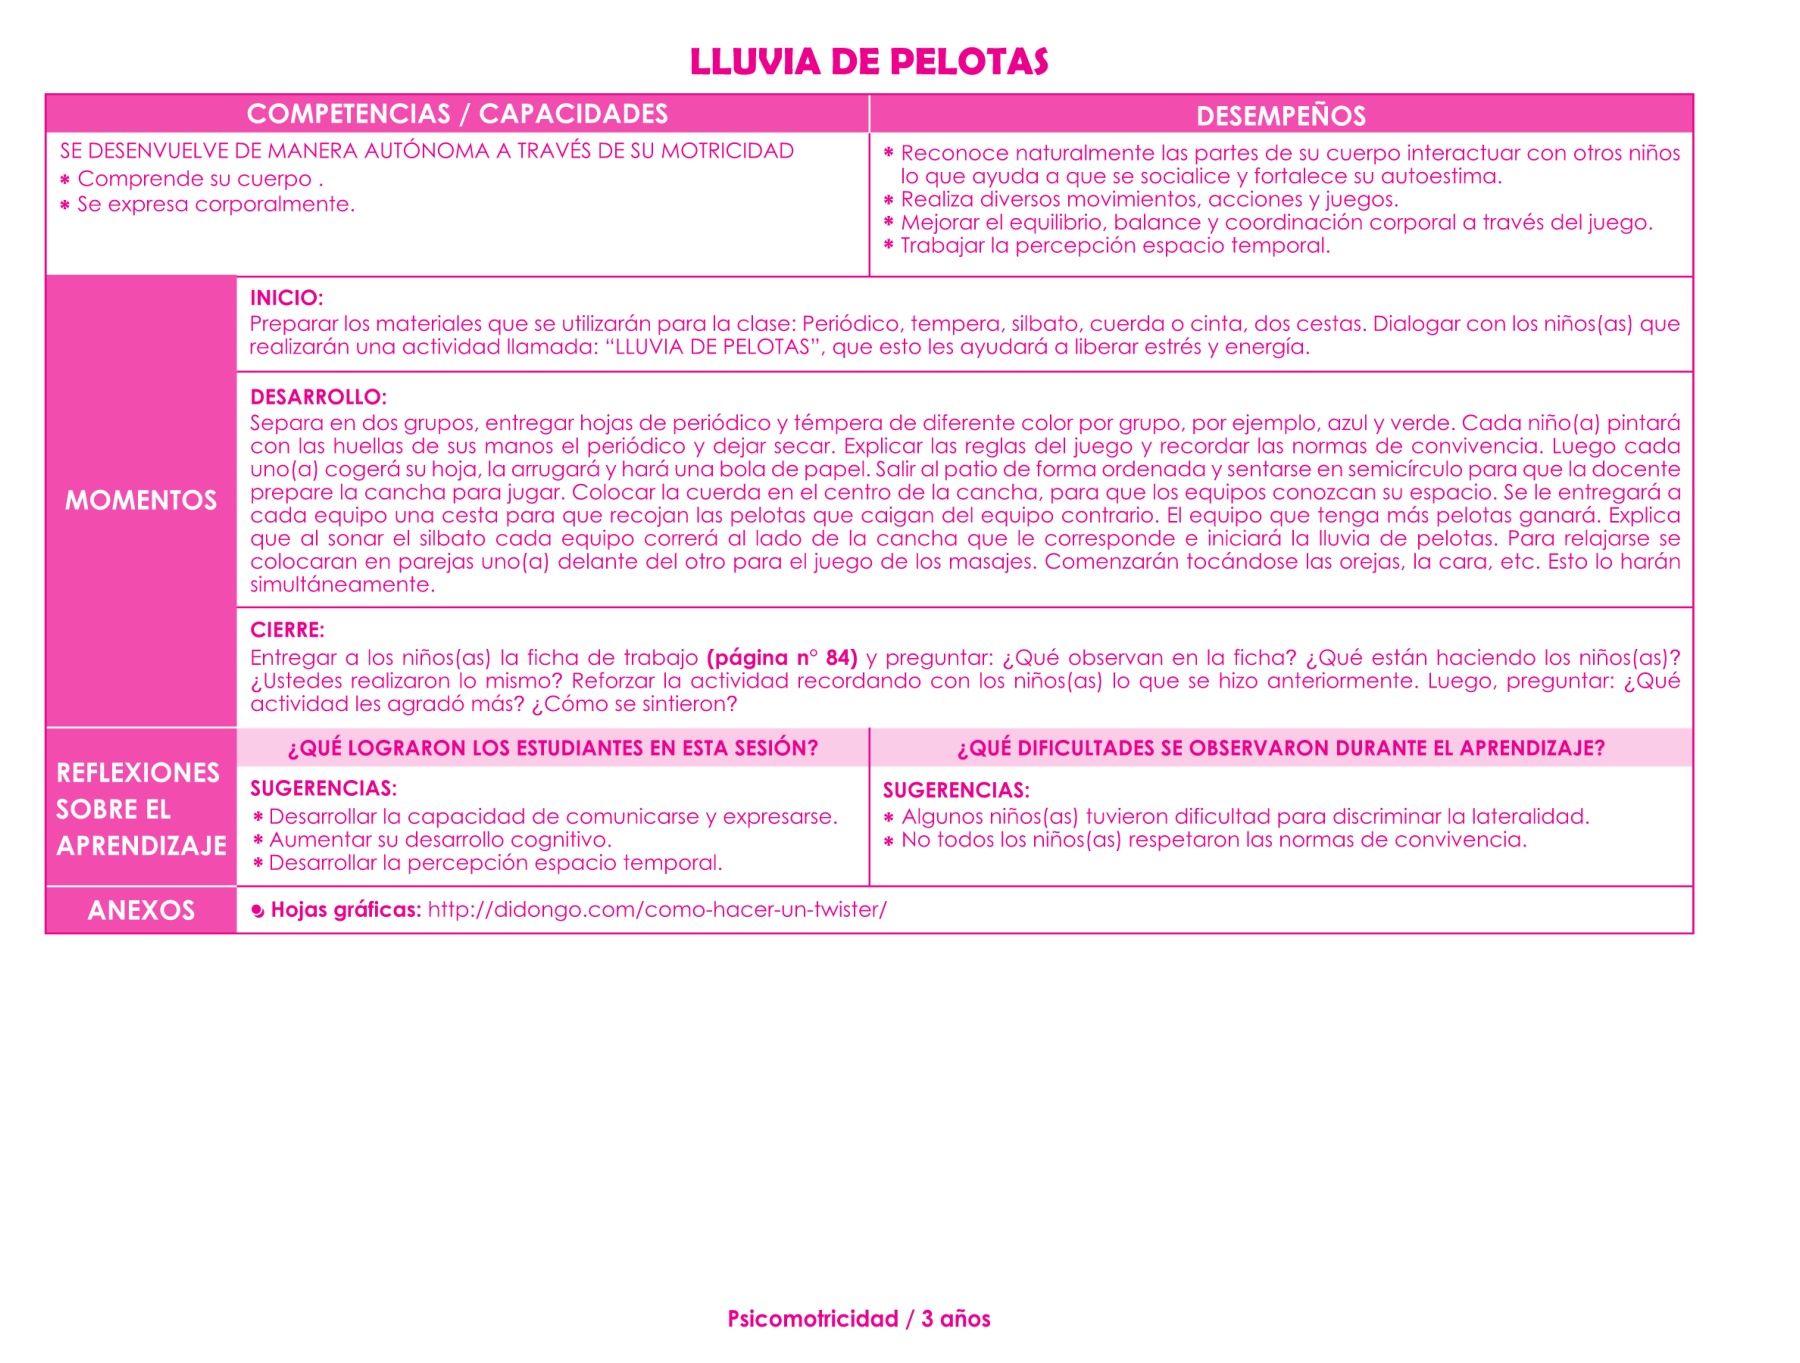 LLUVIA DE PELOTAS
COMPETENCIAS / CAPACIDADES
DESEMPEÑOS
SE DESENVUELVE DE MANERA AUTÓNOMA A TRAVÉS DE SU MOTRICIDAD
* Comprende su cuerpo .
* Se expresa corporalmente.
* Reconoce naturalmente las partes de su cuerpo interactuar con otros niños
lo que ayuda a que se socialice y fortalece su autoestima.
* Realiza diversos movimientos, acciones y juegos.
* Mejorar el equilibrio, balance y coordinación corporal a través del juego.
* Trabajar la percepción espacio temporal.
MOMENTOS
INICIO:
Preparar los materiales que se utilizarán para la clase: Periódico, tempera, silbato, cuerda o cinta, dos cestas. Dialogar con los niños(as) que
realizarán una actividad llamada: “LLUVIA DE PELOTAS”, que esto les ayudará a liberar estrés y energía.
DESARROLLO:
Separa en dos grupos, entregar hojas de periódico y témpera de diferente color por grupo, por ejemplo, azul y verde. Cada niño(a) pintará
con las huellas de sus manos el periódico y dejar secar. Explicar las reglas del juego y recordar las normas de convivencia. Luego cada
uno(a) cogerá su hoja, la arrugará y hará una bola de papel. Salir al patio de forma ordenada y sentarse en semicírculo para que la docente
prepare la cancha para jugar. Colocar la cuerda en el centro de la cancha, para que los equipos conozcan su espacio. Se le entregará a
cada equipo una cesta para que recojan las pelotas que caigan del equipo contrario. El equipo que tenga más pelotas ganará. Explica
que al sonar el silbato cada equipo correrá al lado de la cancha que le corresponde e iniciará la lluvia de pelotas. Para relajarse se
colocaran en parejas uno(a) delante del otro para el juego de los masajes. Comenzarán tocándose las orejas, la cara, etc. Esto lo harán
simultáneamente.
CIERRE:
Entregar a los niños(as) la ficha de trabajo (página n° 84) y preguntar: ¿Qué observan en la ficha? ¿Qué están haciendo los niños(as)?
¿Ustedes realizaron lo mismo? Reforzar la actividad recordando con los niños(as) lo que se hizo anteriormente. Luego, preguntar: ¿Qué
actividad les agradó más? ¿Cómo se sintieron?
REFLEXIONES
SOBRE EL
APRENDIZAJE
¿QUÉ LOGRARON LOS ESTUDIANTES EN ESTA SESIÓN?
SUGERENCIAS:
* Desarrollar la capacidad de comunicarse y expresarse.
* Aumentar su desarrollo cognitivo.
* Desarrollar la percepción espacio temporal.
¿QUÉ DIFICULTADES SE OBSERVARON DURANTE EL APRENDIZAJE?
SUGERENCIAS:
* Algunos niños(as) tuvieron dificultad para discriminar la lateralidad.
* No todos los niños(as) respetaron las normas de convivencia.
ANEXOS
Hojas gráficas: http://didongo.com/como-hacer-un-twister/
Psicomotricidad / 3 años